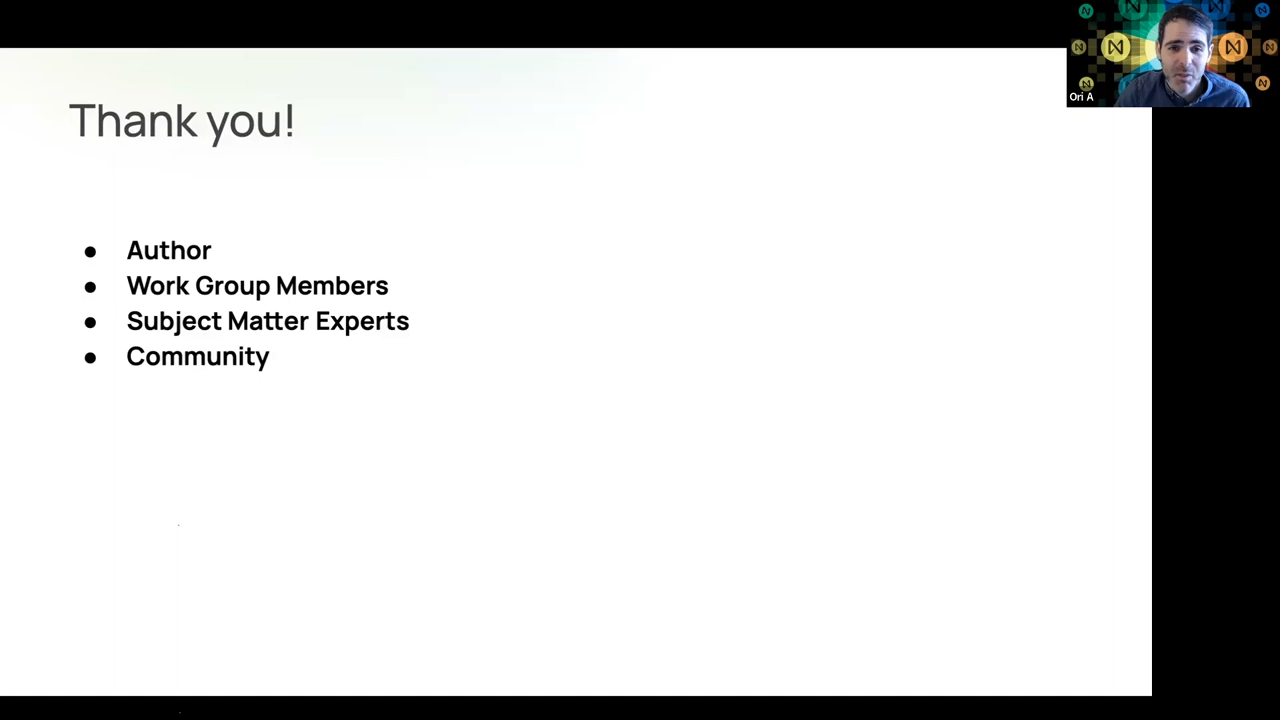 Thank you!
Ori A
● Author
● Work Group Members
● Subject Matter Experts
● Community